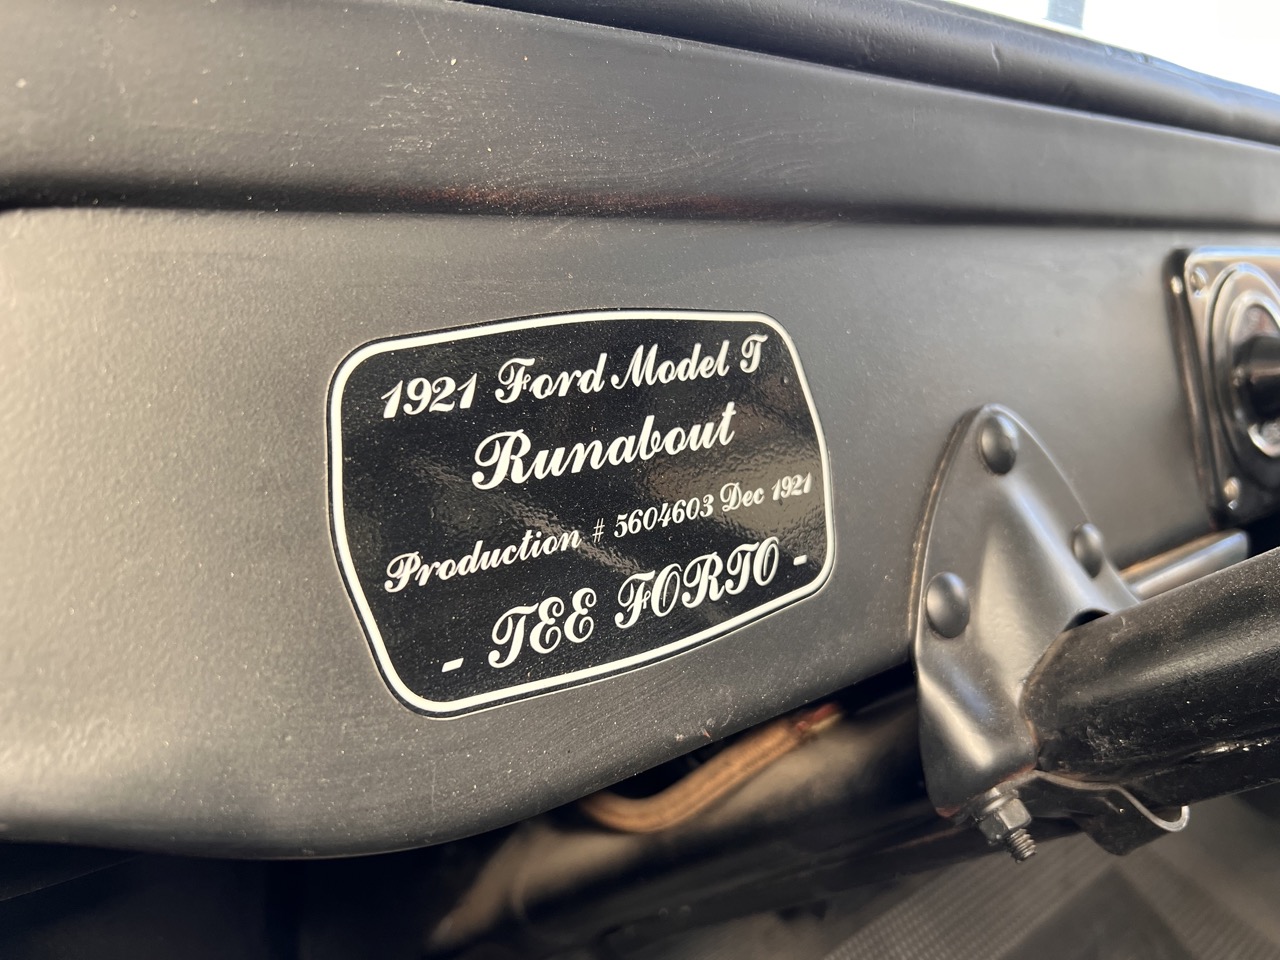 1921 Ford Model T
Runabout
Production # 5604603 Dec 1921
- TEE FORTO -